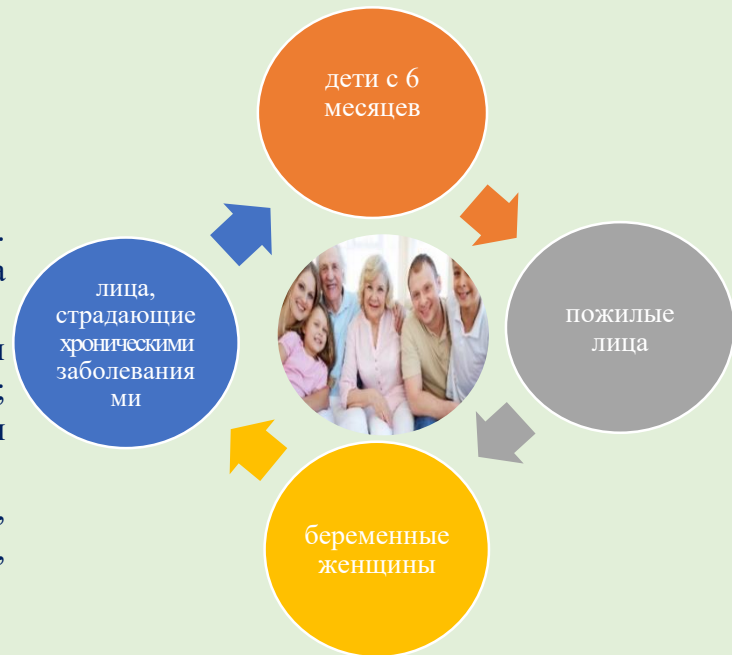 дети с 6
месяцев
пожилые
лица
беременные
женщины
лица,
страдающие
хроническими
заболевания
ми